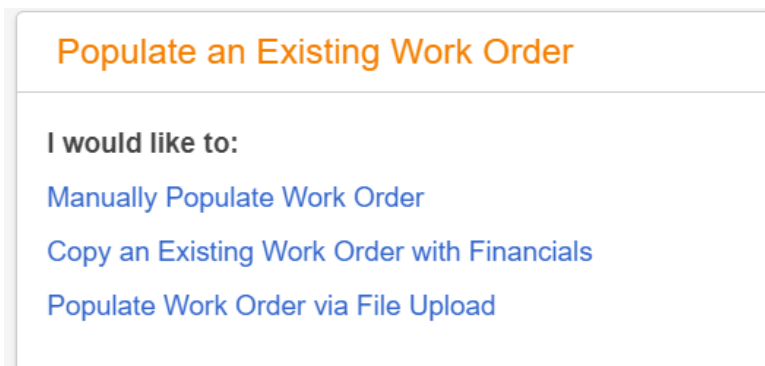 Populate an Existing Work Order
I would like to:
Manually Populate Work Order
Copy an Existing Work Order with Financials
Populate Work Order via File Upload